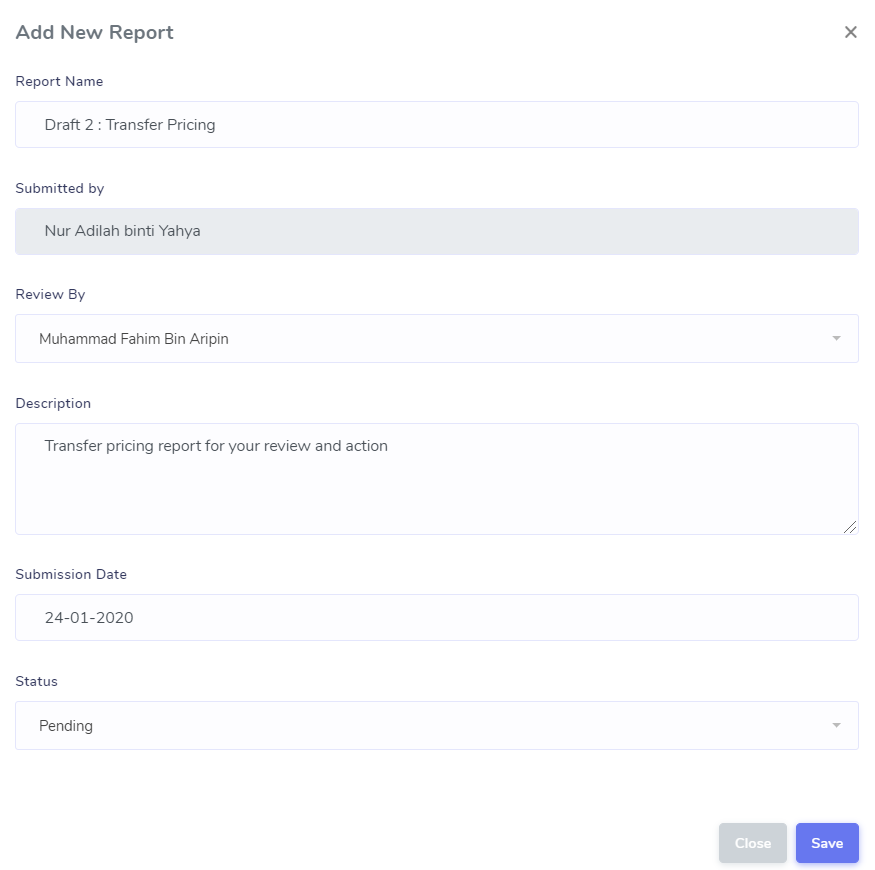 Add New Report
Report Name
Draft 2 : Transfer Pricing
Submitted by
Nur Adilah binti Yahya
Review By
Muhammad Fahim Bin Aripin
Description
Transfer pricing report for your review and action
Submission Date
24-01-2020
Status
Pending
Close Save